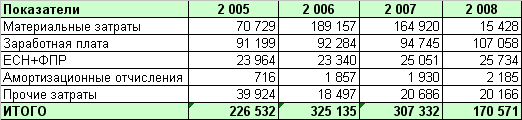 Показатели 2 005 2 006 2 007 2 008
Материальные затраты 70 729 189 157 164 920 15 428
Заработная плата 91 199 92 284 94 745 107 058
ЕСН+ФПР 23 964 23 340 25 051 25 734
Амортизационные отчисления 716 1 857 1 930 2 185
Прочие затраты 39 924 18 497 20 686 20 166
ИТОГО 226 532 325 135 307 332 170 571